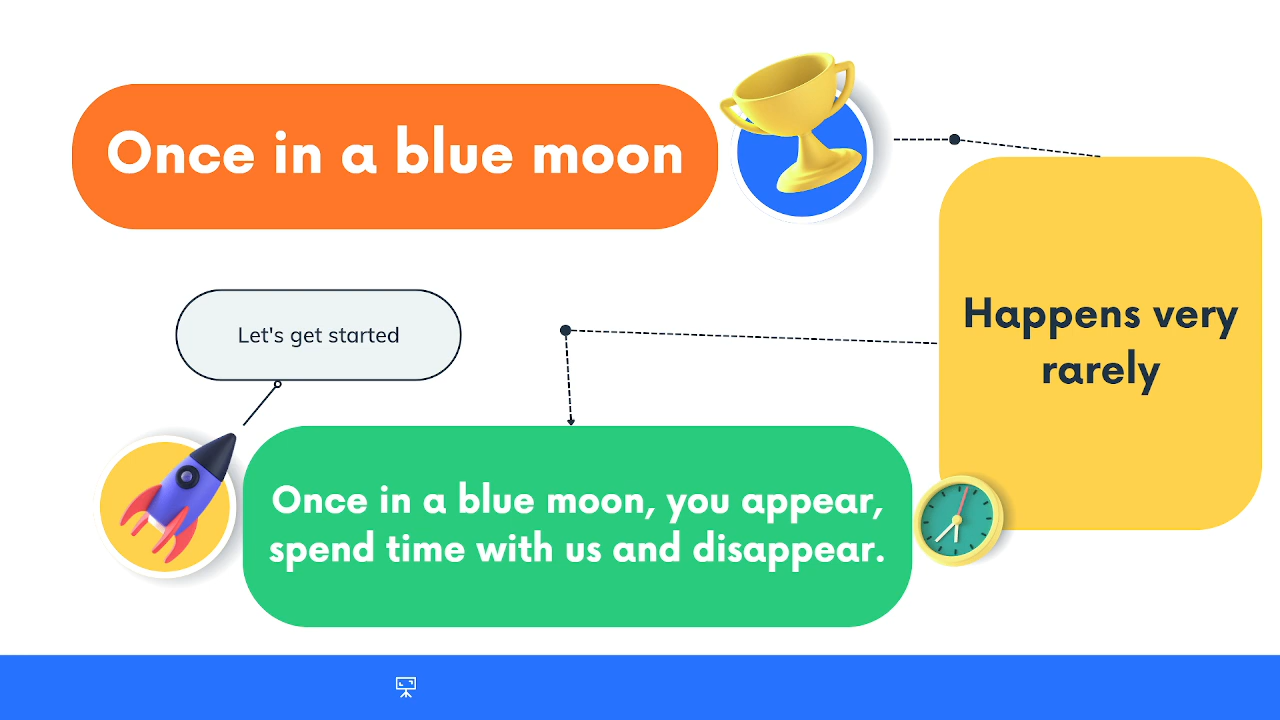 Once in a blue moon
Happens very
rarely
Let's get started
Once in a blue moon, you appear,
spend time with us and disappear.